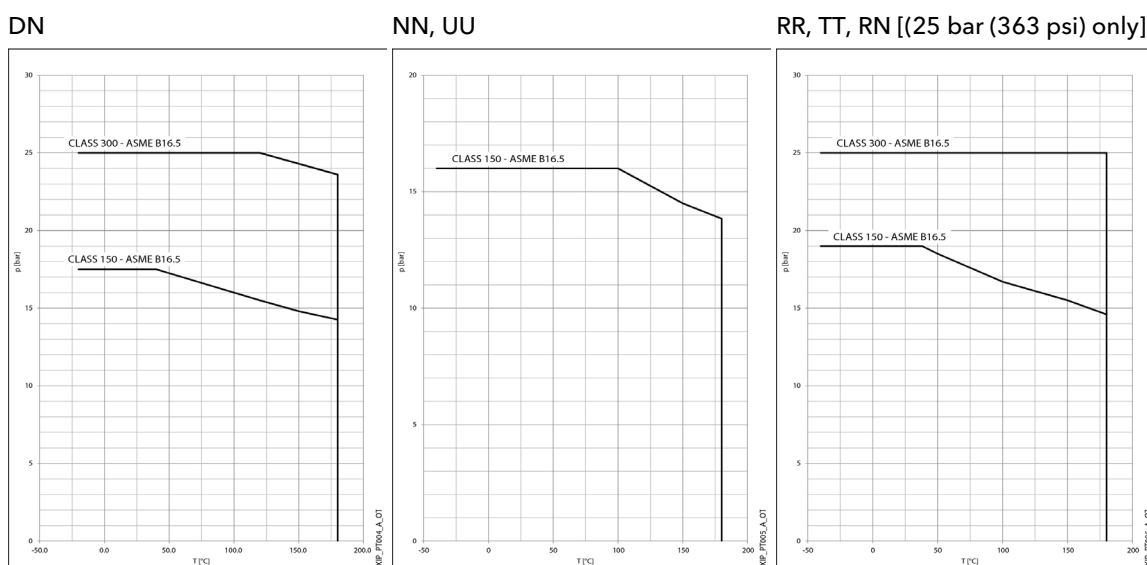 DN
NN, UU
RR, TT, RN [(25 bar (363 psi) only]
30
25
20
15
10
5
0
p [bar]
CLASS 300 - ASME B16.5
CLASS 150 - ASME B16.5
-50.0
0.0
50.0
100.0
150.0
200.0
T [°C]
XIP_PT004_A_OT
20
15
10
5
0
p [bar]
CLASS 150 - ASME B16.5
-50
0
50
100
150
200
T [°C]
XIP_PT005_A_OT
30
25
20
15
10
5
0
p [bar]
CLASS 300 - ASME B16.5
CLASS 150 - ASME B16.5
-50
0
50
100
150
200
T [°C]